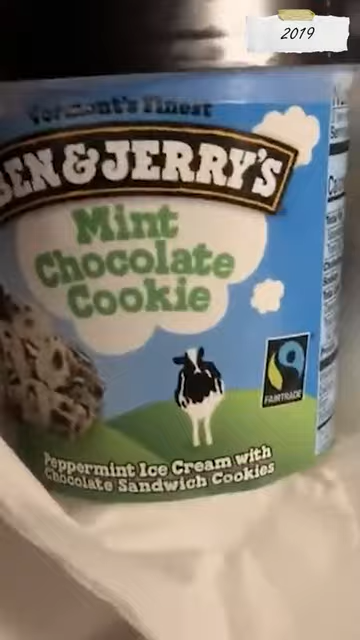 2019
Vermont's Finest
BEN & JERRY'S
Mint
Chocolate
Cookie
FAIRTRADE
Peppermint Ice Cream with
Chocolate Sandwich Cookies